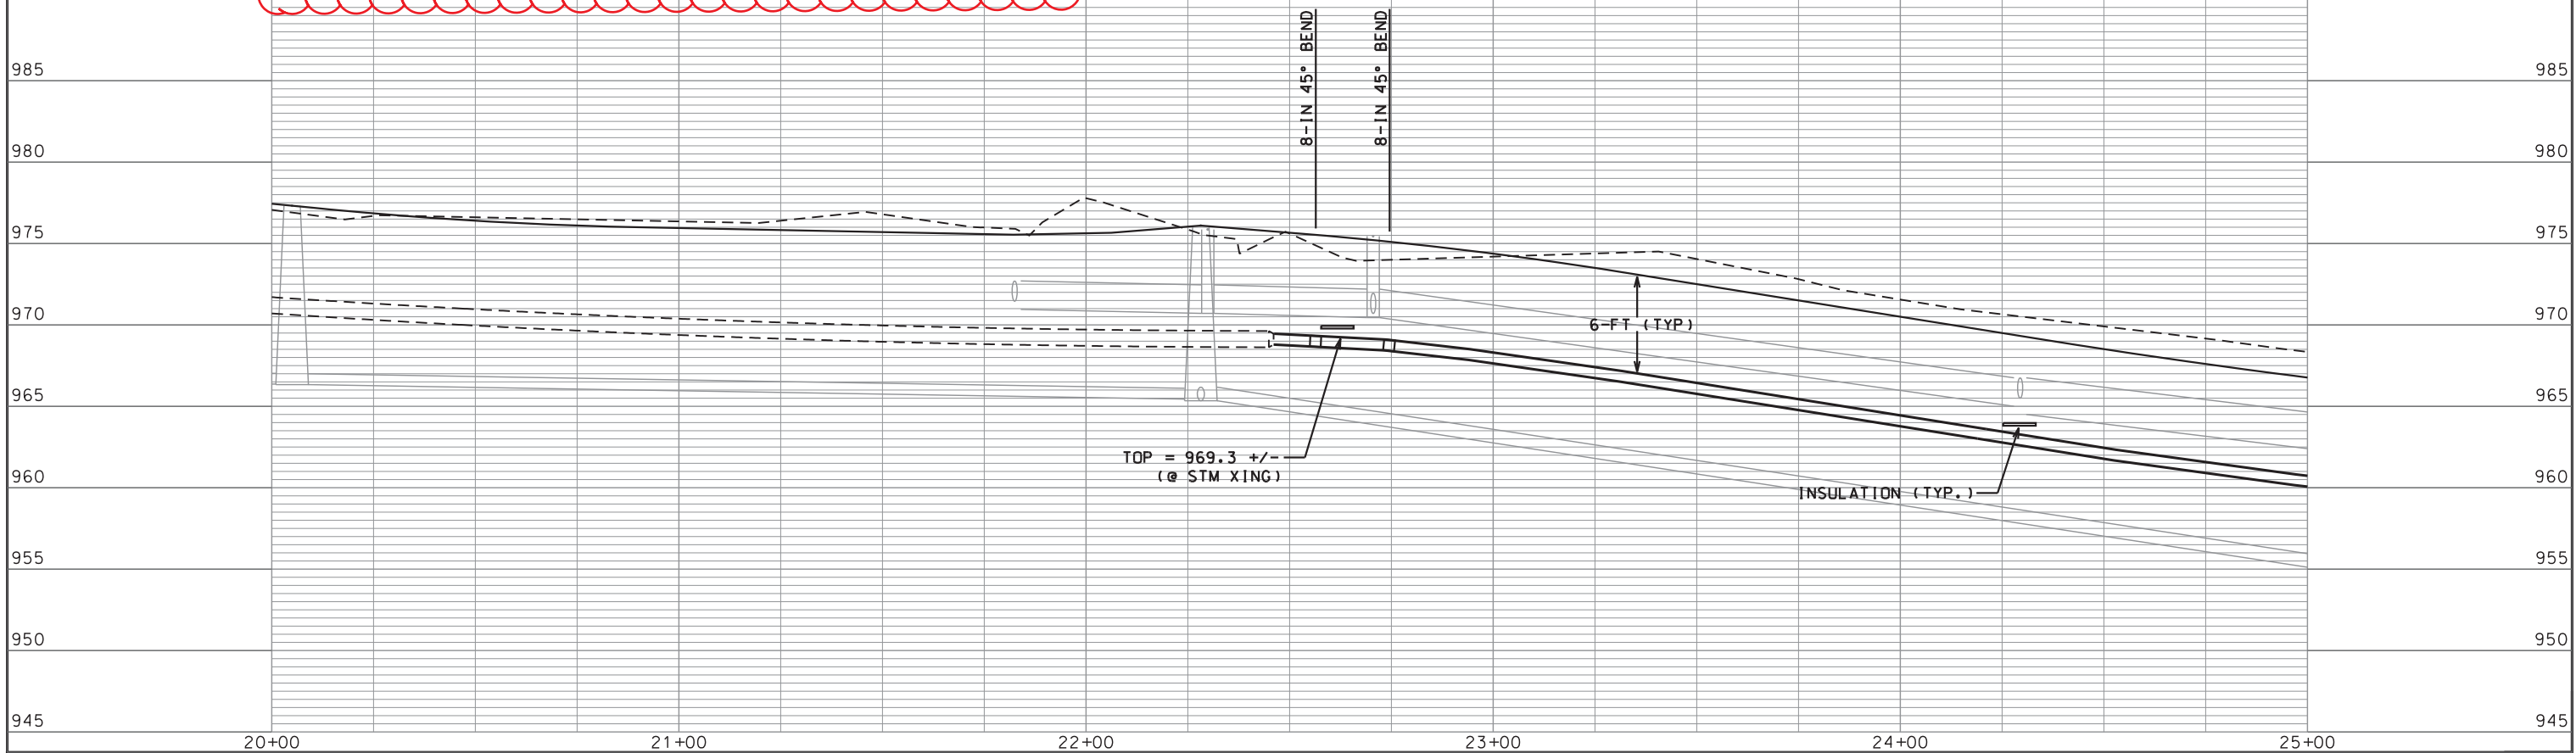 8-IN 45° BEND
8-IN 45° BEND
985 985
980 980
975 975
970 6-FT (TYP) 970
965 965
TOP = 969.3 +/-
(@ STM XING)
960 960
INSULATION (TYP.)
955 955
950 950
945 945
20+00 21+00 22+00 23+00 24+00 25+00